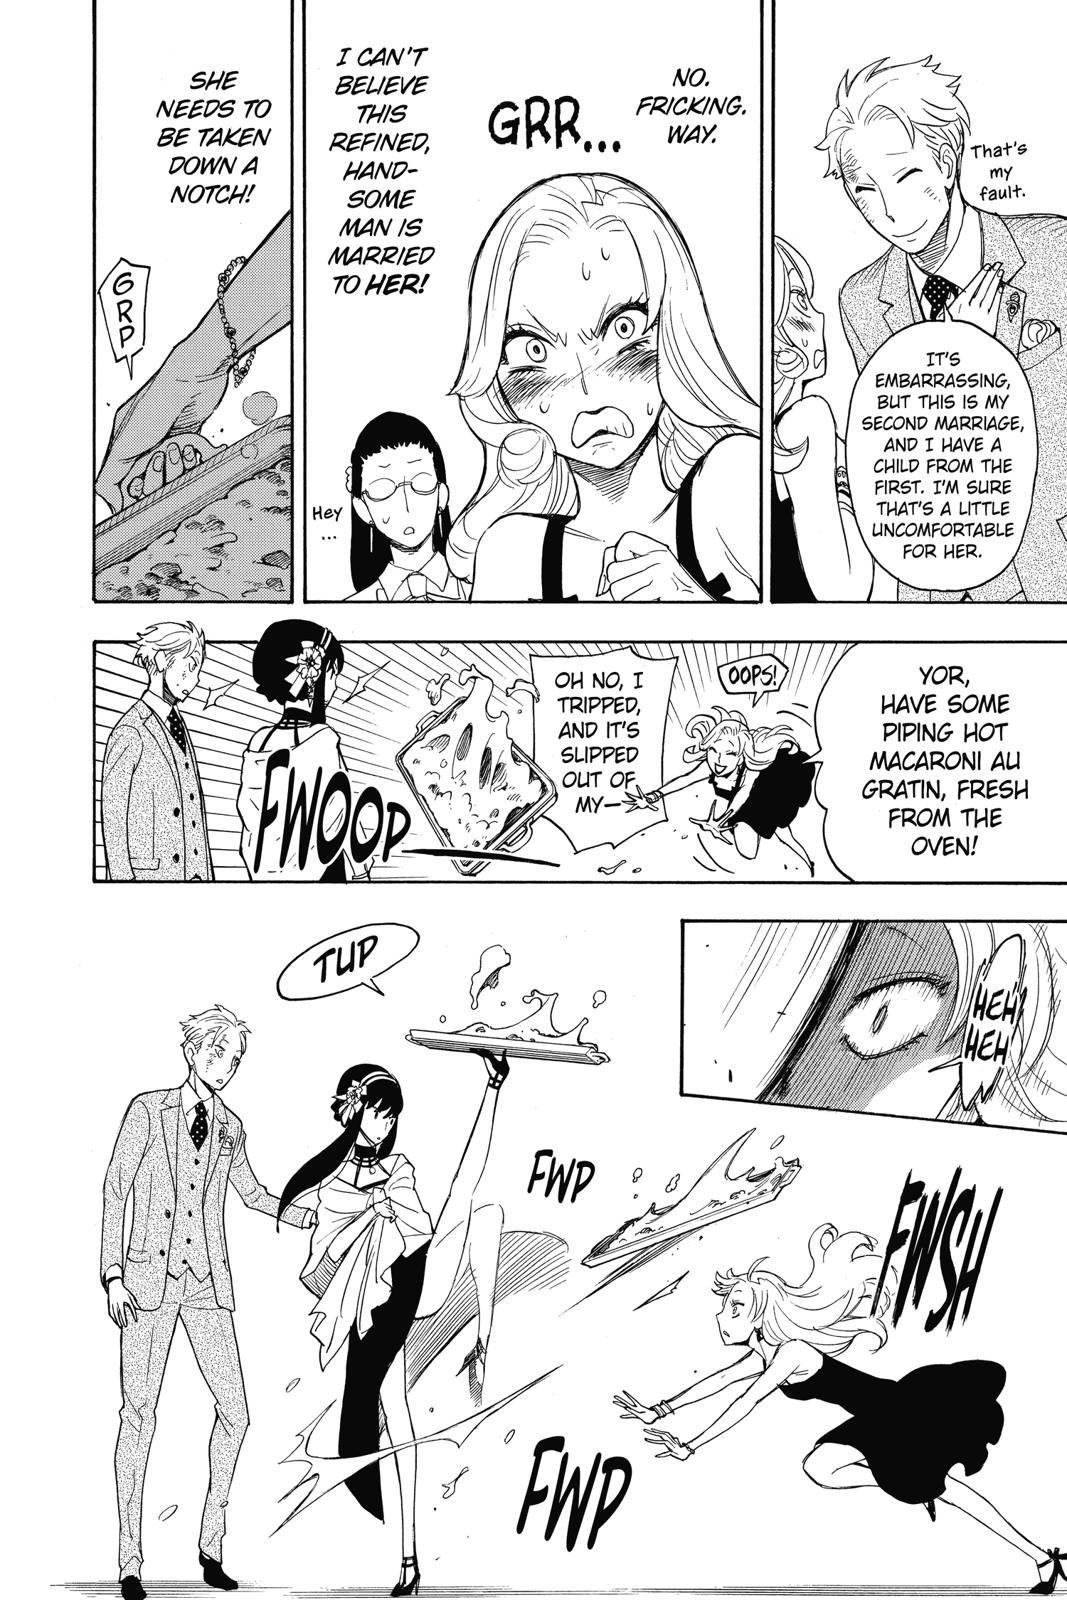 That's
my
fault.
IT'S
EMBARRASSING,
BUT THIS IS MY
SECOND MARRIAGE,
AND I HAVE A
CHILD FROM THE
FIRST. I'M SURE
THAT'S A LITTLE
UNCOMFORTABLE
FOR HER.
NO.
FRICKING.
WAY.
GRR...
I CAN'T
BELIEVE
THIS
REFINED,
HAND-
SOME
MAN IS
MARRIED
TO HER!
Hey
...
SHE
NEEDS TO
BE TAKEN
DOWN A
NOTCH!
GRP
YOR,
HAVE SOME
PIPING HOT
MACARONI AU
GRATIN, FRESH
FROM THE
OVEN!
OOPS!
OH NO, I
TRIPPED,
AND IT'S
SLIPPED
OUT OF
MY—
FWOOP
HEH
HEH
TUP
FWP
FWSH
FWP